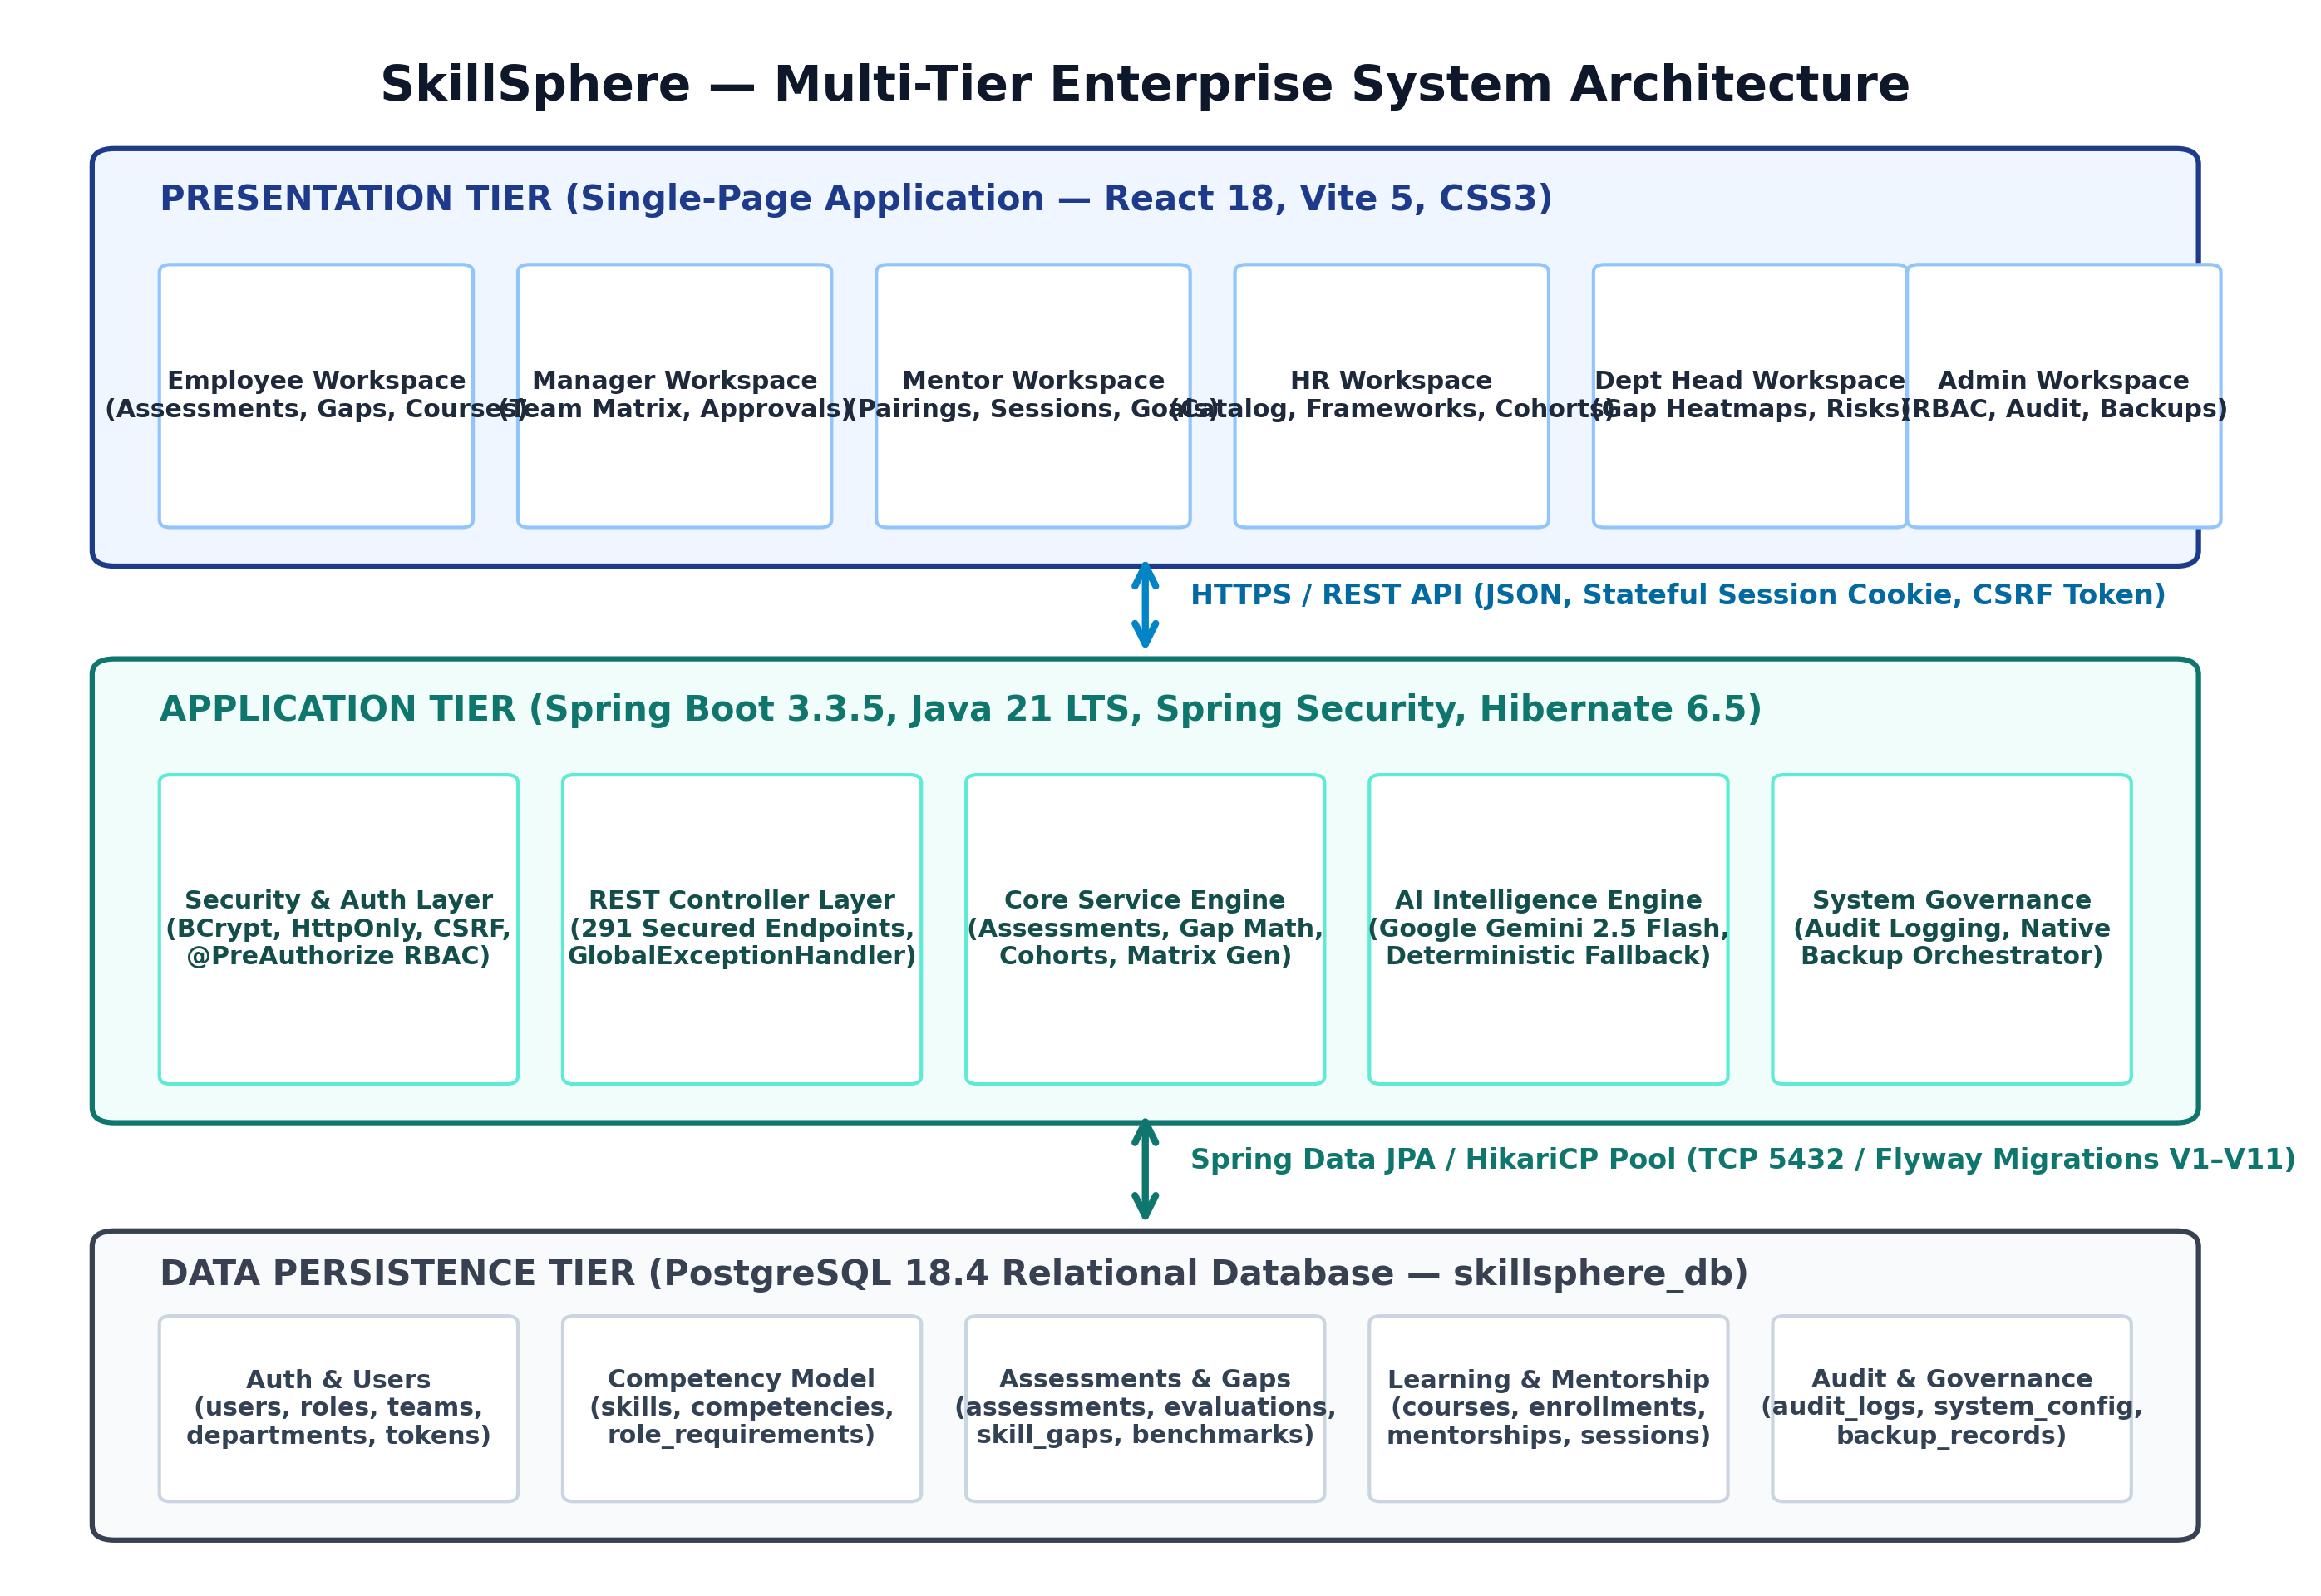 SkillSphere — Multi-Tier Enterprise System Architecture
PRESENTATION TIER (Single-Page Application — React 18, Vite 5, CSS3)
Employee Workspace
(Assessments, Gaps, Courses)
Manager Workspace
(Team Matrix, Approvals)
Mentor Workspace
(Pairings, Sessions, Goals)
HR Workspace
(Catalog, Frameworks, Cohorts)
Dept Head Workspace
(Gap Heatmaps, Risks)
Admin Workspace
(RBAC, Audit, Backups)
HTTPS / REST API (JSON, Stateful Session Cookie, CSRF Token)
APPLICATION TIER (Spring Boot 3.3.5, Java 21 LTS, Spring Security, Hibernate 6.5)
Security & Auth Layer
(BCrypt, HttpOnly, CSRF,
@PreAuthorize RBAC)
REST Controller Layer
(291 Secured Endpoints,
GlobalExceptionHandler)
Core Service Engine
(Assessments, Gap Math,
Cohorts, Matrix Gen)
AI Intelligence Engine
(Google Gemini 2.5 Flash,
Deterministic Fallback)
System Governance
(Audit Logging, Native
Backup Orchestrator)
Spring Data JPA / HikariCP Pool (TCP 5432 / Flyway Migrations V1–V11)
DATA PERSISTENCE TIER (PostgreSQL 18.4 Relational Database — skillsphere_db)
Auth & Users
(users, roles, teams,
departments, tokens)
Competency Model
(skills, competencies,
role_requirements)
Assessments & Gaps
(assessments, evaluations,
skill_gaps, benchmarks)
Learning & Mentorship
(courses, enrollments,
mentorships, sessions)
Audit & Governance
(audit_logs, system_config,
backup_records)